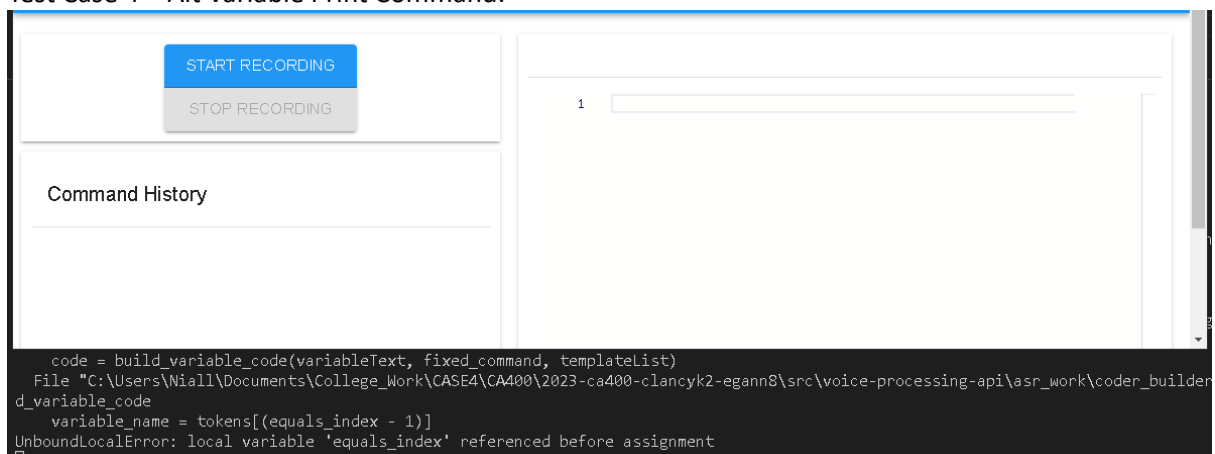 Test Case 4 – Alt Variable Print Command:
START RECORDING
STOP RECORDING
Command History
1
code = build_variable_code(variableText, fixed_command, templateList)
File "C:\Users\Niall\Documents\College_Work\CASE4\CA400\2023-ca400-clancyk2-egann8\src\voice-processing-api\asr_work\coder_builder
d_variable_code
variable_name = tokens[(equals_index - 1)]
UnboundLocalError: local variable 'equals_index' referenced before assignment